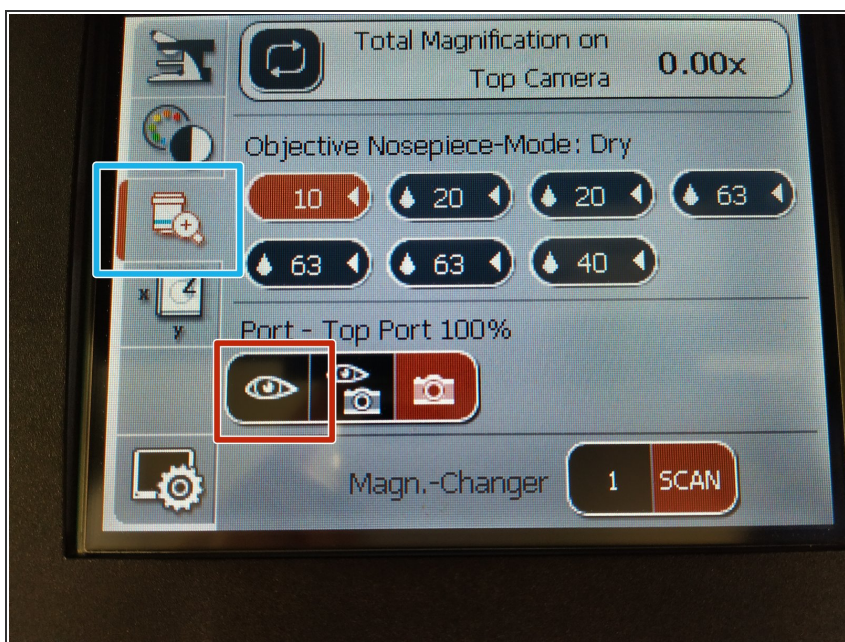 Total Magnification on
Top Camera
0.00x
Objective Nosepiece-Mode: Dry
10 20 20 63
63 63 40
x
y
Port - Top Port 100%
Magn.-Changer 1 SCAN